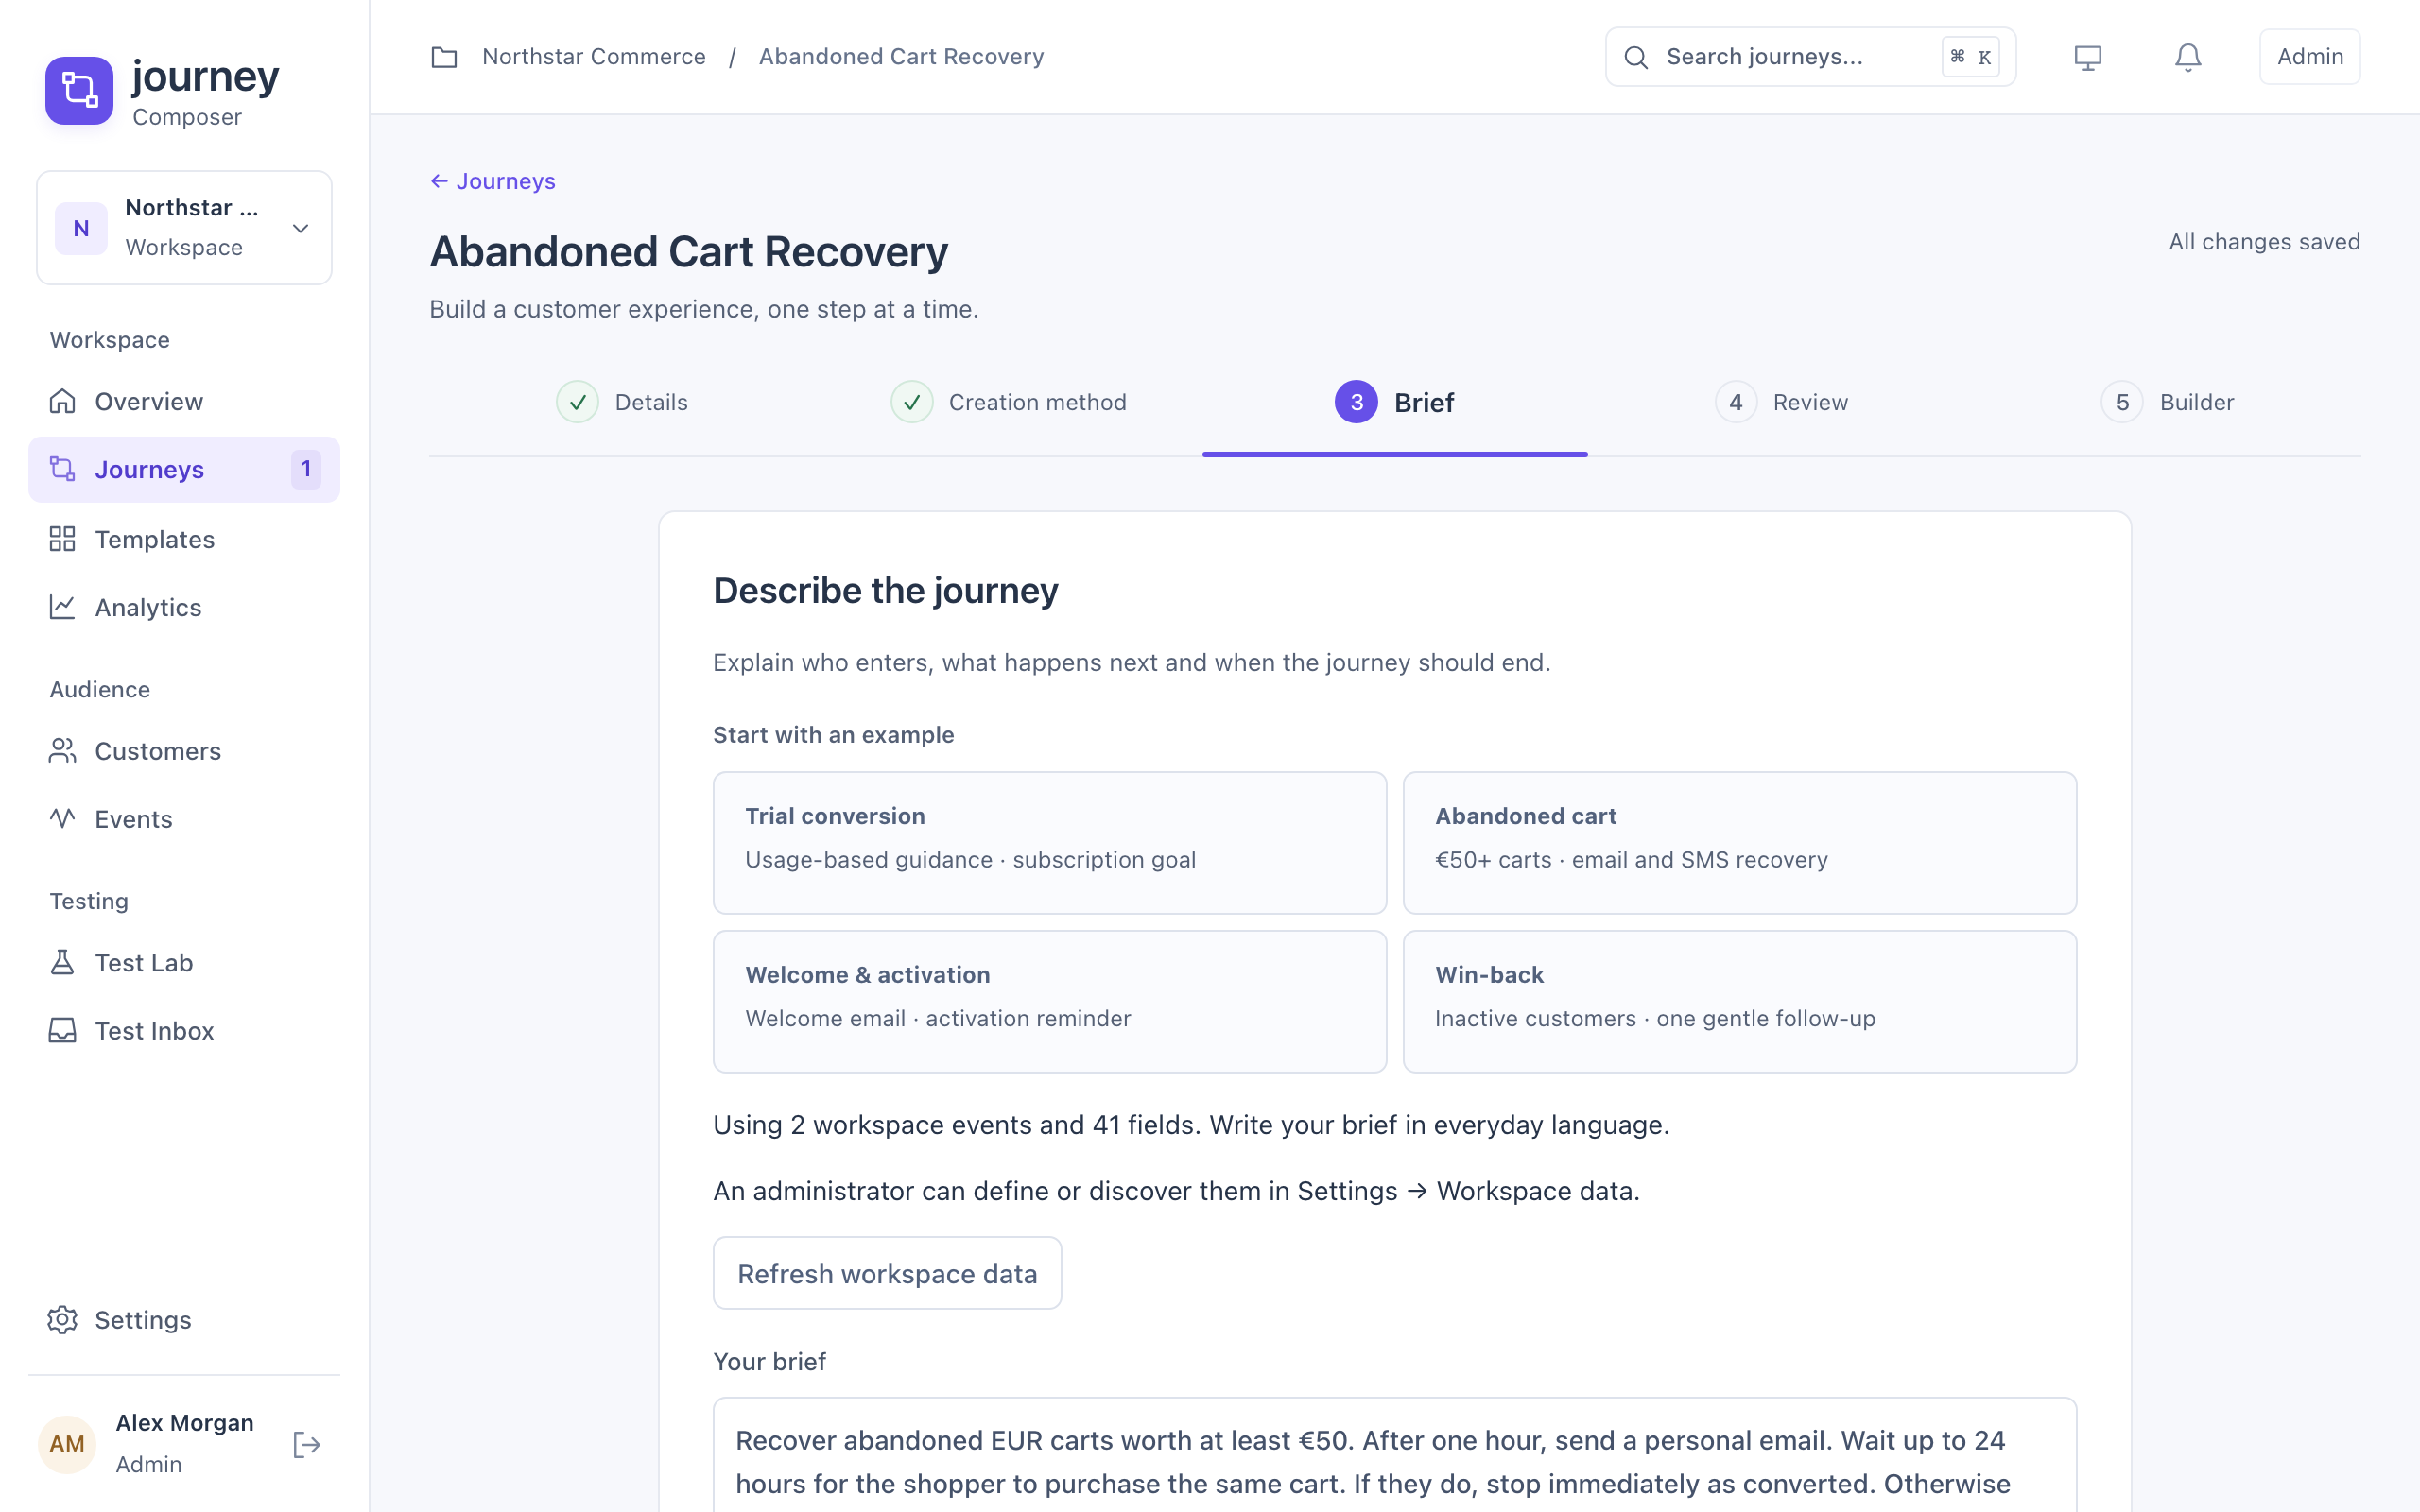 journey
Composer
N
Northstar ...
Workspace
Workspace
Overview
Journeys
1
Templates
Analytics
Audience
Customers
Events
Testing
Test Lab
Test Inbox
Settings
AM
Alex Morgan
Admin
Northstar Commerce / Abandoned Cart Recovery
Search journeys...
⌘ K
Admin
← Journeys
Abandoned Cart Recovery
All changes saved
Build a customer experience, one step at a time.
Details
Creation method
3 Brief
4 Review
5 Builder
Describe the journey
Explain who enters, what happens next and when the journey should end.
Start with an example
Trial conversion
Usage-based guidance · subscription goal
Abandoned cart
€50+ carts · email and SMS recovery
Welcome & activation
Welcome email · activation reminder
Win-back
Inactive customers · one gentle follow-up
Using 2 workspace events and 41 fields. Write your brief in everyday language.
An administrator can define or discover them in Settings → Workspace data.
Refresh workspace data
Your brief
Recover abandoned EUR carts worth at least €50. After one hour, send a personal email. Wait up to 24
hours for the shopper to purchase the same cart. If they do, stop immediately as converted. Otherwise